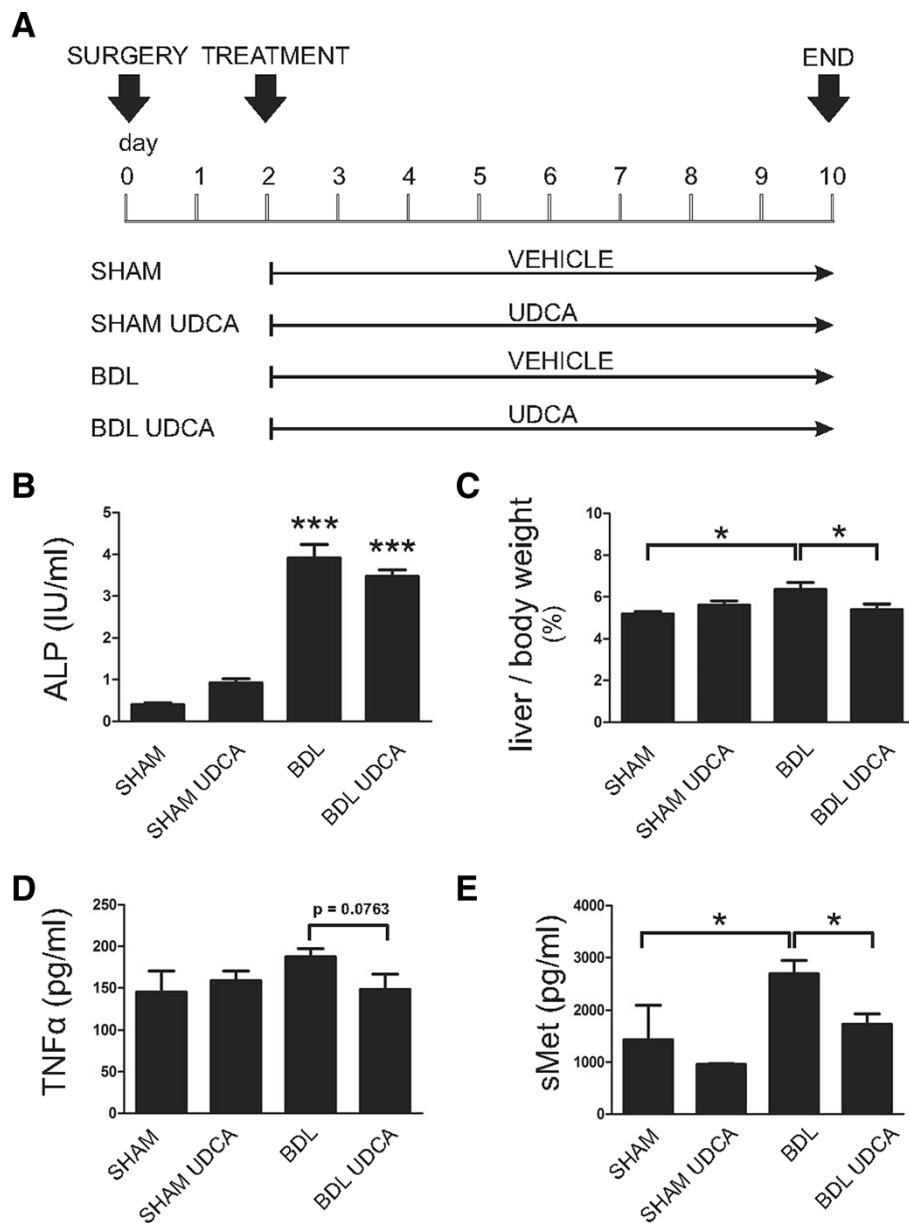 A
SURGERY TREATMENT END
day
0 1 2 3 4 5 6 7 8 9 10
SHAM VEHICLE
SHAM UDCA UDCA
BDL VEHICLE
BDL UDCA UDCA
B
ALP (IU/ml)
5
4
3
2
1
0
*** ***
SHAM
SHAM UDCA
BDL
BDL UDCA
C
liver / body weight
(%)
10
8
6
4
2
0
* *
SHAM
SHAM UDCA
BDL
BDL UDCA
D
TNFα (pg/ml)
250
200
150
100
50
0
p = 0.0763
SHAM
SHAM UDCA
BDL
BDL UDCA
E
sMet (pg/ml)
4000
3000
2000
1000
0
* *
SHAM
SHAM UDCA
BDL
BDL UDCA